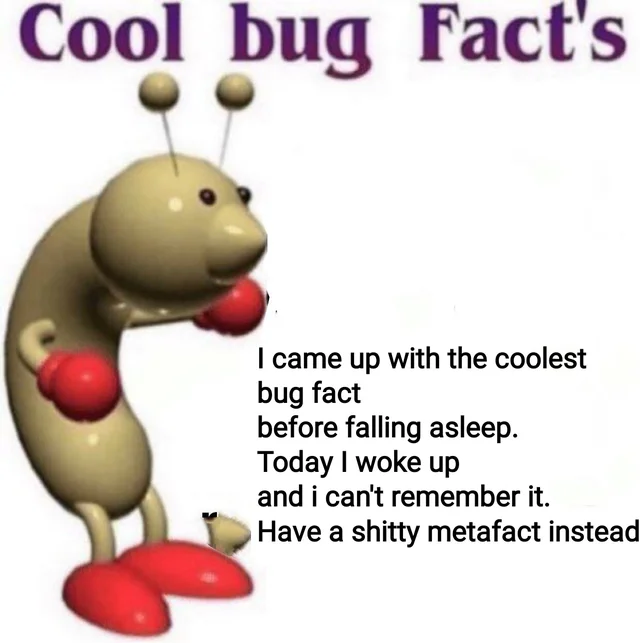 Cool bug Fact's
I came up with the coolest
bug fact
before falling asleep.
Today I woke up
and i can't remember it.
Have a shitty metafact instead